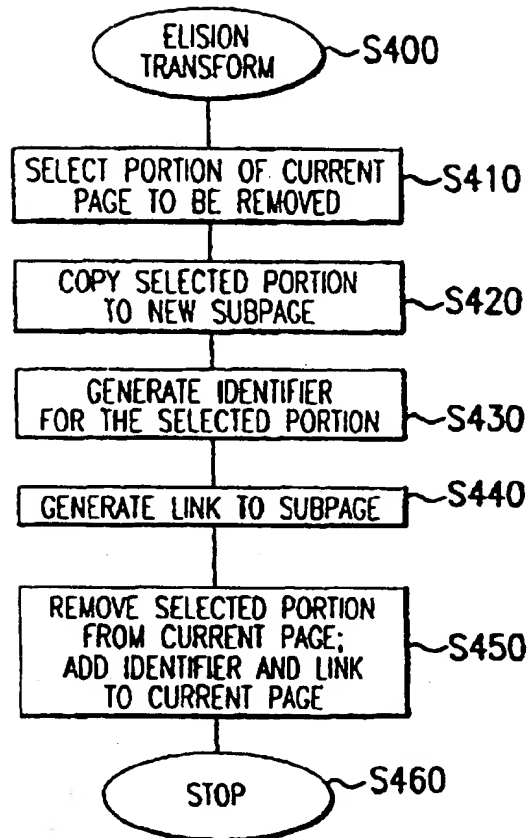 ELISION
TRANSFORM
S400
SELECT PORTION OF CURRENT
PAGE TO BE REMOVED
S410
COPY SELECTED PORTION
TO NEW SUBPAGE
S420
GENERATE IDENTIFIER
FOR THE SELECTED PORTION
S430
GENERATE LINK TO SUBPAGE
S440
REMOVE SELECTED PORTION
FROM CURRENT PAGE;
ADD IDENTIFIER AND LINK
TO CURRENT PAGE
S450
STOP
S460